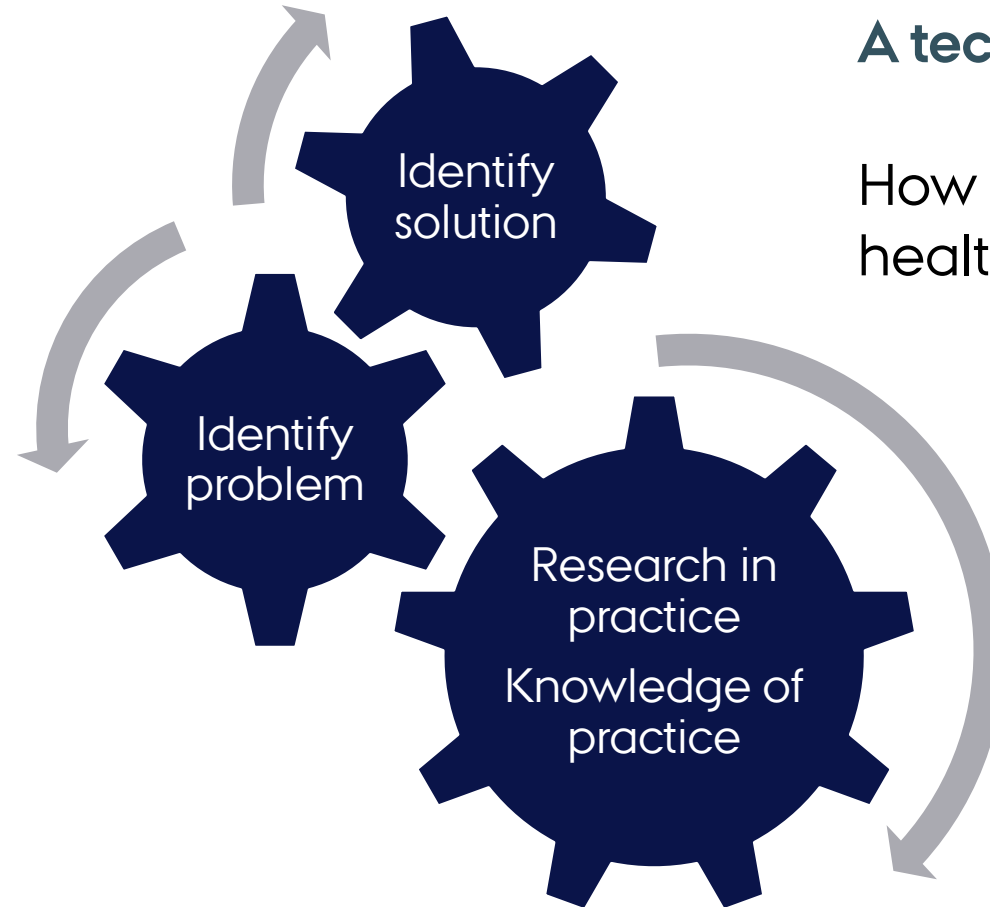 A tec
How
healt
Identify
solution
Identify
problem
Research in
practice
Knowledge of
practice